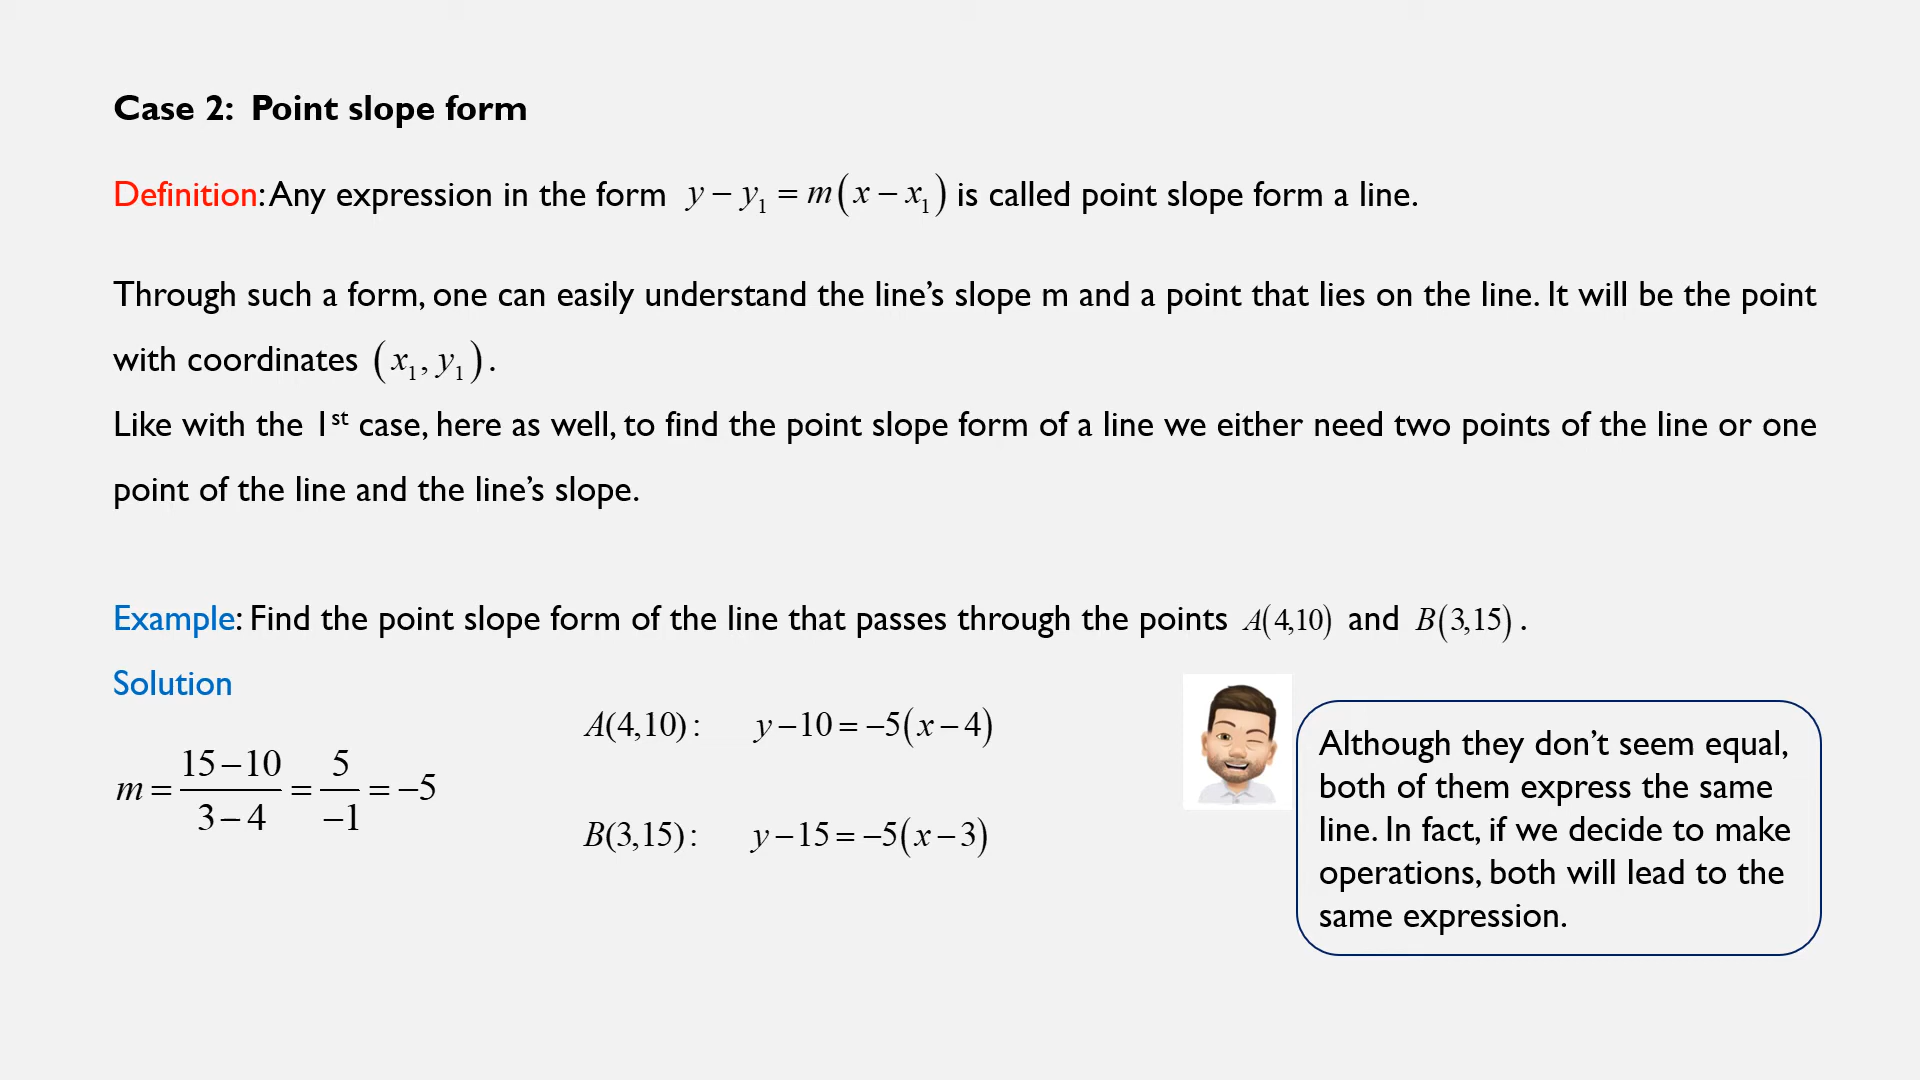 Case 2:  Point slope form
Definition: Any expression in the form y − y₁ = m(x − x₁) is called point slope form a line.
Through such a form, one can easily understand the line’s slope m and a point that lies on the line. It will be the point
with coordinates (x₁, y₁).
Like with the 1ˢᵗ case, here as well, to find the point slope form of a line we either need two points of the line or one
point of the line and the line’s slope.
Example: Find the point slope form of the line that passes through the points A(4,10) and B(3,15).
Solution
m = (15 − 10)/(3 − 4) = 5/(−1) = −5
A(4,10): y − 10 = −5(x − 4)
B(3,15): y − 15 = −5(x − 3)
Although they don’t seem equal,
both of them express the same
line. In fact, if we decide to make
operations, both will lead to the
same expression.